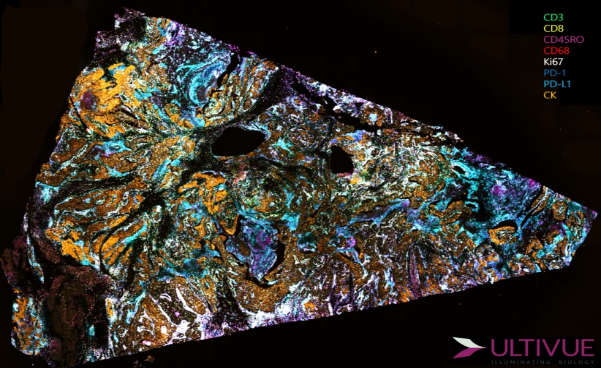 CD3
CD8
CD45RO
CD68
Ki67
PD-1
PD-L1
CK
ULTIVUE
ILLUMINATING BIOLOGY